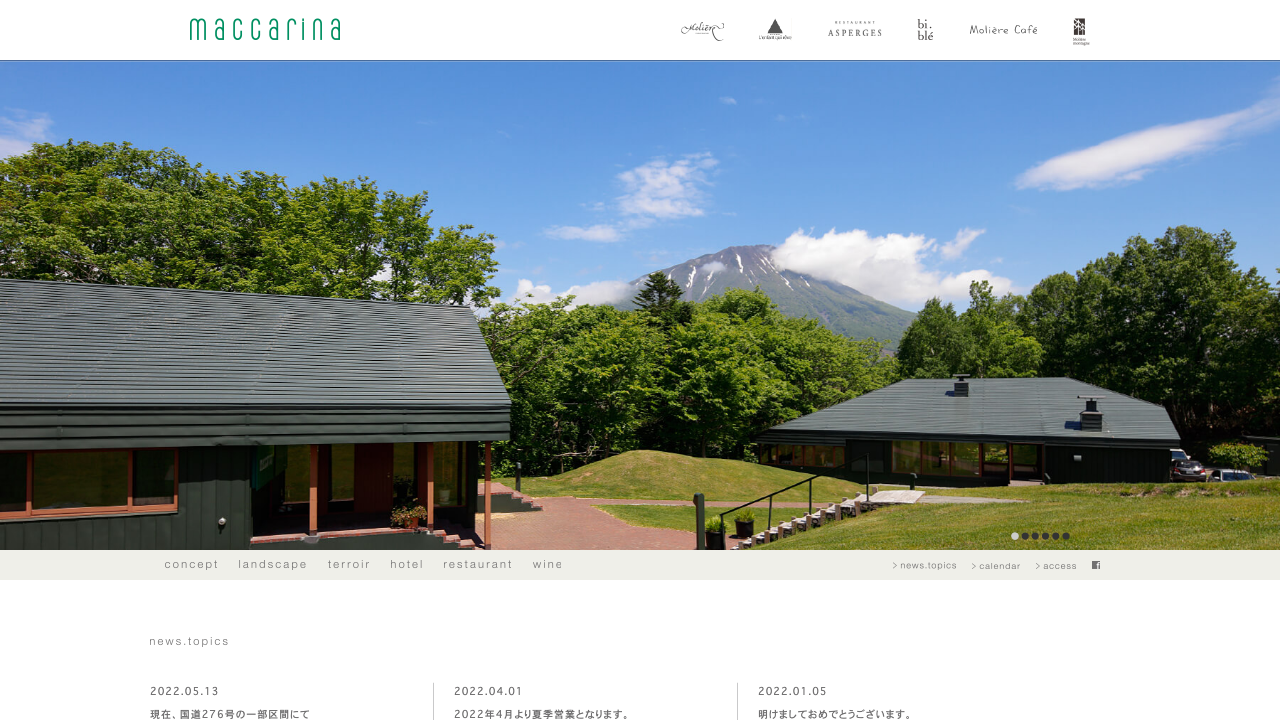 maccarina
Molière
L'enfant qui rêve
RESTAURANT
ASPERGES
bi.
blé
Molière Café
Molière
montagne
concept landscape terroir hotel restaurant wine
> news.topics > calendar > access
news.topics
2022.05.13
現在、国道276号の一部区間にて
2022.04.01
2022年4月より夏季営業となります。
2022.01.05
明けましておめでとうございます。